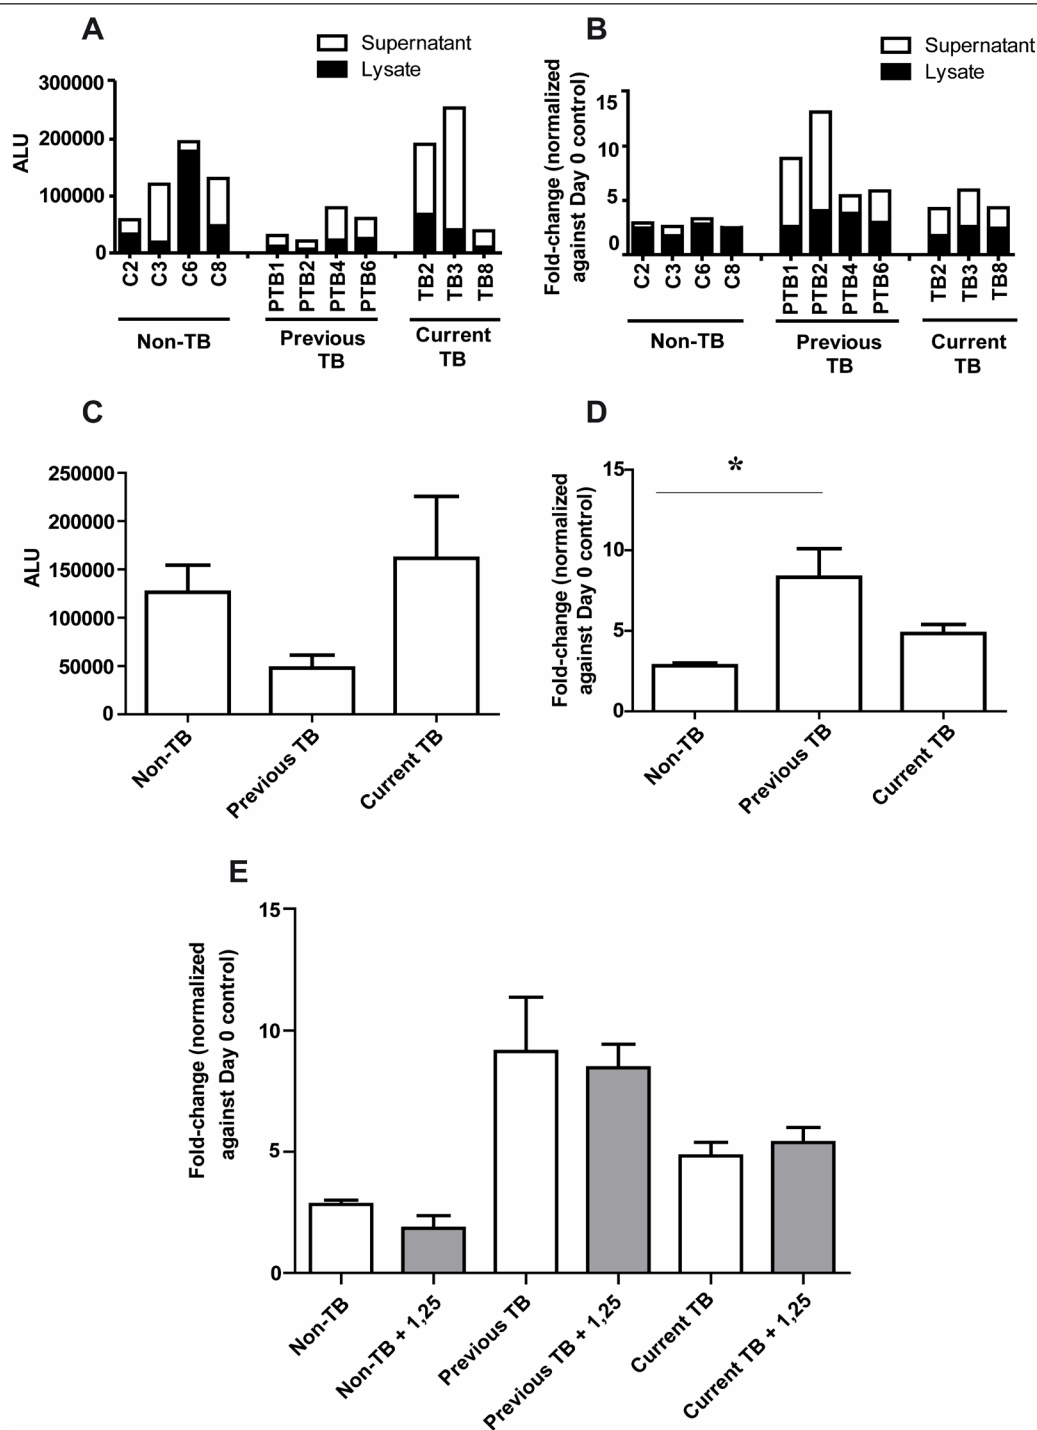 A
Supernatant
Lysate
ALU
300000
200000
100000
0
C2
C3
C6
C8
PTB1
PTB2
PTB4
PTB6
TB2
TB3
TB8
Non-TB
Previous
TB
Current
TB
B
Supernatant
Lysate
Fold-change (normalized
against Day 0 control)
15
10
5
0
C2
C3
C6
C8
PTB1
PTB2
PTB4
PTB6
TB2
TB3
TB8
Non-TB
Previous
TB
Current
TB
C
ALU
250000
200000
150000
100000
50000
0
Non-TB
Previous TB
Current TB
D
Fold-change (normalized
against Day 0 control)
15
10
5
0
*
Non-TB
Previous TB
Current TB
E
Fold-change (normalized
against Day 0 control)
15
10
5
0
Non-TB
Non-TB + 1,25
Previous TB
Previous TB + 1,25
Current TB
Current TB + 1,25